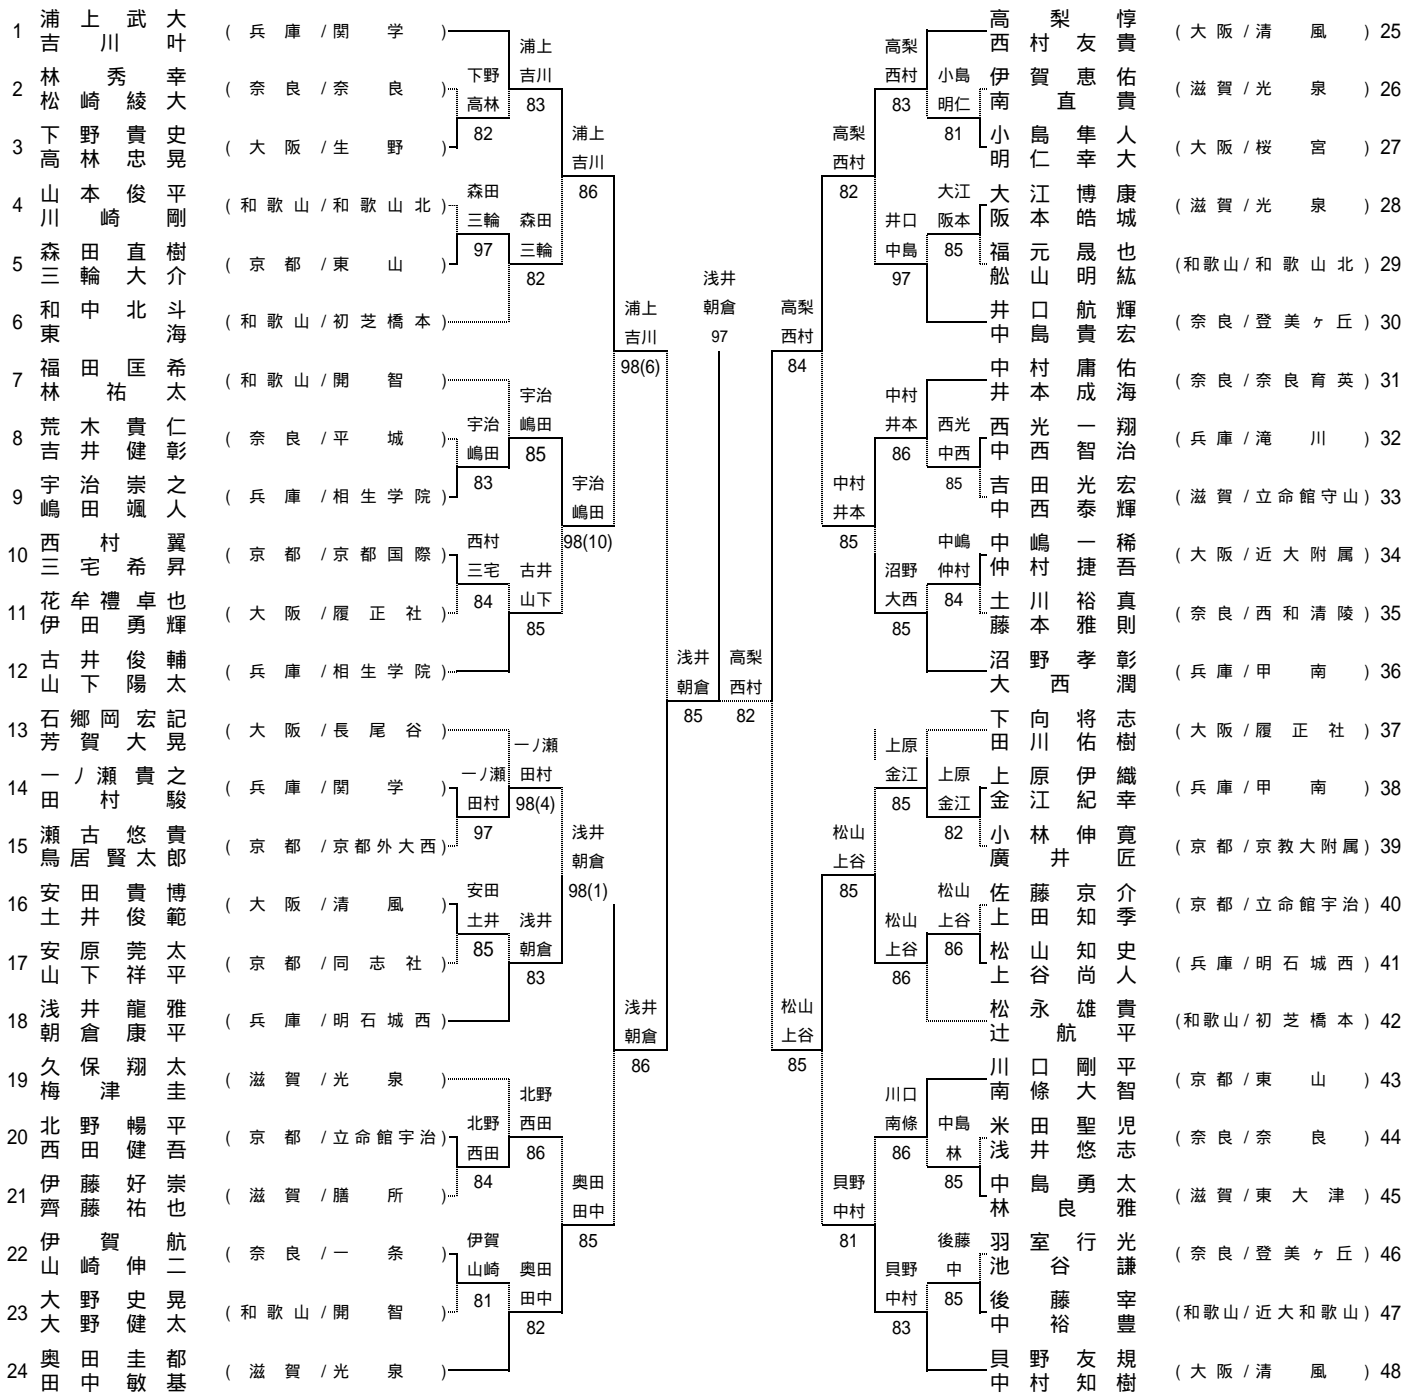 1 浦上武大 吉川叶 (兵庫/関学)
2 林秀幸 松崎綾大 (奈良/奈良)
3 下野貴史 高林忠晃 (大阪/生野)
4 山本俊平 川崎剛 (和歌山/和歌山北)
5 森田直樹 三輪大介 (京都/東山)
6 和中北斗 東海 (和歌山/初芝橋本)
7 福田匡希 林祐太 (和歌山/開智)
8 荒木貴仁 吉井健彰 (奈良/平城)
9 宇治崇之 嶋田颯人 (兵庫/相生学院)
10 西村翼 三宅希昇 (京都/京都国際)
11 花牟禮卓也 伊田勇輝 (大阪/履正社)
12 古井俊輔 山下陽太 (兵庫/相生学院)
13 石郷岡宏記 芳賀大晃 (大阪/長尾谷)
14 一ノ瀬貴之 田村駿 (兵庫/関学)
15 瀬古悠貴 鳥居賢太郎 (京都/京都外大西)
16 安田貴博 土井俊範 (大阪/清風)
17 安原莞太 山下祥平 (京都/同志社)
18 浅井龍雅 朝倉康平 (兵庫/明石城西)
19 久保翔太 梅津圭 (滋賀/光泉)
20 北野暢平 西田健吾 (京都/立命館宇治)
21 伊藤好崇 齊藤祐也 (滋賀/膳所)
22 伊賀航 山崎伸二 (奈良/一条)
23 大野史晃 大野健太 (和歌山/開智)
24 奥田圭都 田中敏基 (滋賀/光泉)
下野 高林 82
森田 三輪 97
宇治 嶋田 83
西村 三宅 84
一ノ瀬 田村 97
安田 土井 85
北野 西田 84
伊賀 山崎 81
浦上 吉川 83
森田 三輪 82
宇治 嶋田 85
古井 山下 85
一ノ瀬 田村 98(4)
浅井 朝倉 83
北野 西田 86
奥田 田中 82
浦上 吉川 86
宇治 嶋田 98(10)
浅井 朝倉 98(1)
奥田 田中 85
浦上 吉川 98(6)
浅井 朝倉 86
浅井 朝倉 85
浅井 朝倉 97
高梨 西村 82
高梨 西村 84
松山 上谷 85
高梨 西村 82
中村 井本 85
松山 上谷 85
貝野 中村 81
高梨 西村 83
井口 中島 97
中村 井本 86
沼野 大西 85
上原 金江 85
松山 上谷 86
川口 南條 86
貝野 中村 83
小島 明仁 81
大江 阪本 85
西光 中西 85
中嶋 仲村 84
上原 金江 82
松山 上谷 86
中島 林 85
後藤 中 85
高梨惇 西村友貴 (大阪/清風) 25
伊賀恵佑 南直貴 (滋賀/光泉) 26
小島隼人 明仁幸大 (大阪/桜宮) 27
大江博康 阪本皓城 (滋賀/光泉) 28
福元晟也 舩山明紘 (和歌山/和歌山北) 29
井口航輝 中島貴宏 (奈良/登美ヶ丘) 30
中村庸佑 井本成海 (奈良/奈良育英) 31
西光一翔 中西智治 (兵庫/滝川) 32
吉田光宏 中西泰輝 (滋賀/立命館守山) 33
中嶋一稀 仲村捷吾 (大阪/近大附属) 34
土川裕真 藤本雅則 (奈良/西和清陵) 35
沼野孝彰 大西潤 (兵庫/甲南) 36
下向将志 田川佑樹 (大阪/履正社) 37
上原伊織 金江紀幸 (兵庫/甲南) 38
小林伸寛 廣井匠 (京都/京教大附属) 39
佐藤京介 上田知季 (京都/立命館宇治) 40
松山知史 上谷尚人 (兵庫/明石城西) 41
松永雄貴 辻航平 (和歌山/初芝橋本) 42
川口剛平 南條大智 (京都/東山) 43
米田聖児 浅井悠志 (奈良/奈良) 44
中島勇太 林良雅 (滋賀/東大津) 45
羽室行光 池谷謙 (奈良/登美ヶ丘) 46
後藤宰 中裕豊 (和歌山/近大和歌山) 47
貝野友規 中村知樹 (大阪/清風) 48